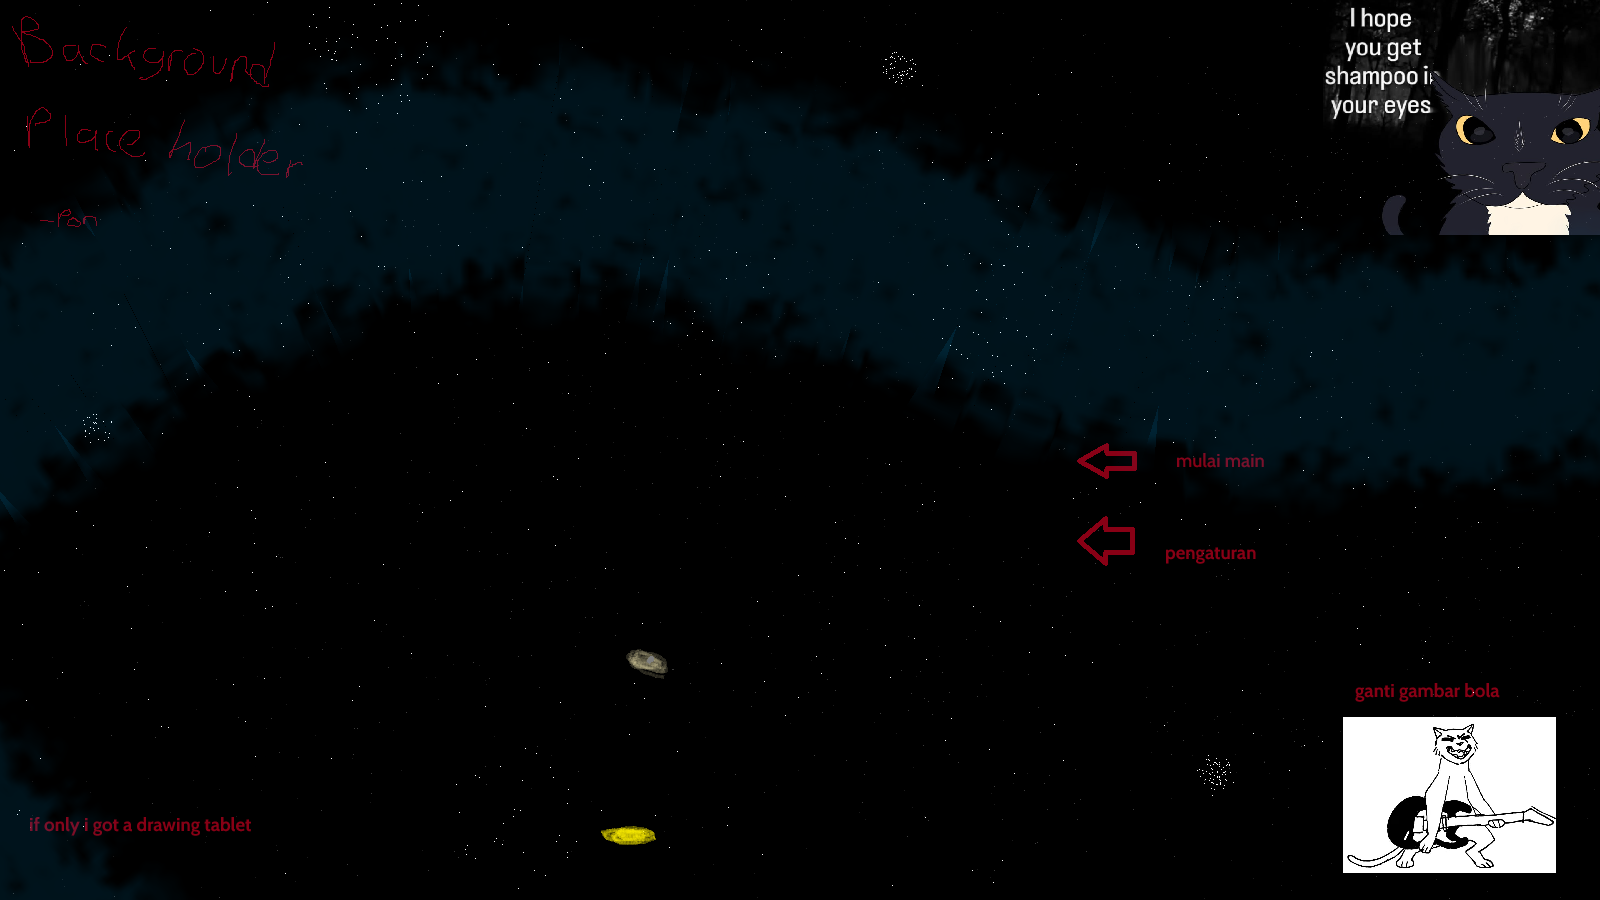 Background
Place holder
-Pan
I hope
you get
shampoo i
your eyes
mulai main
pengaturan
ganti gambar bola
if only i got a drawing tablet